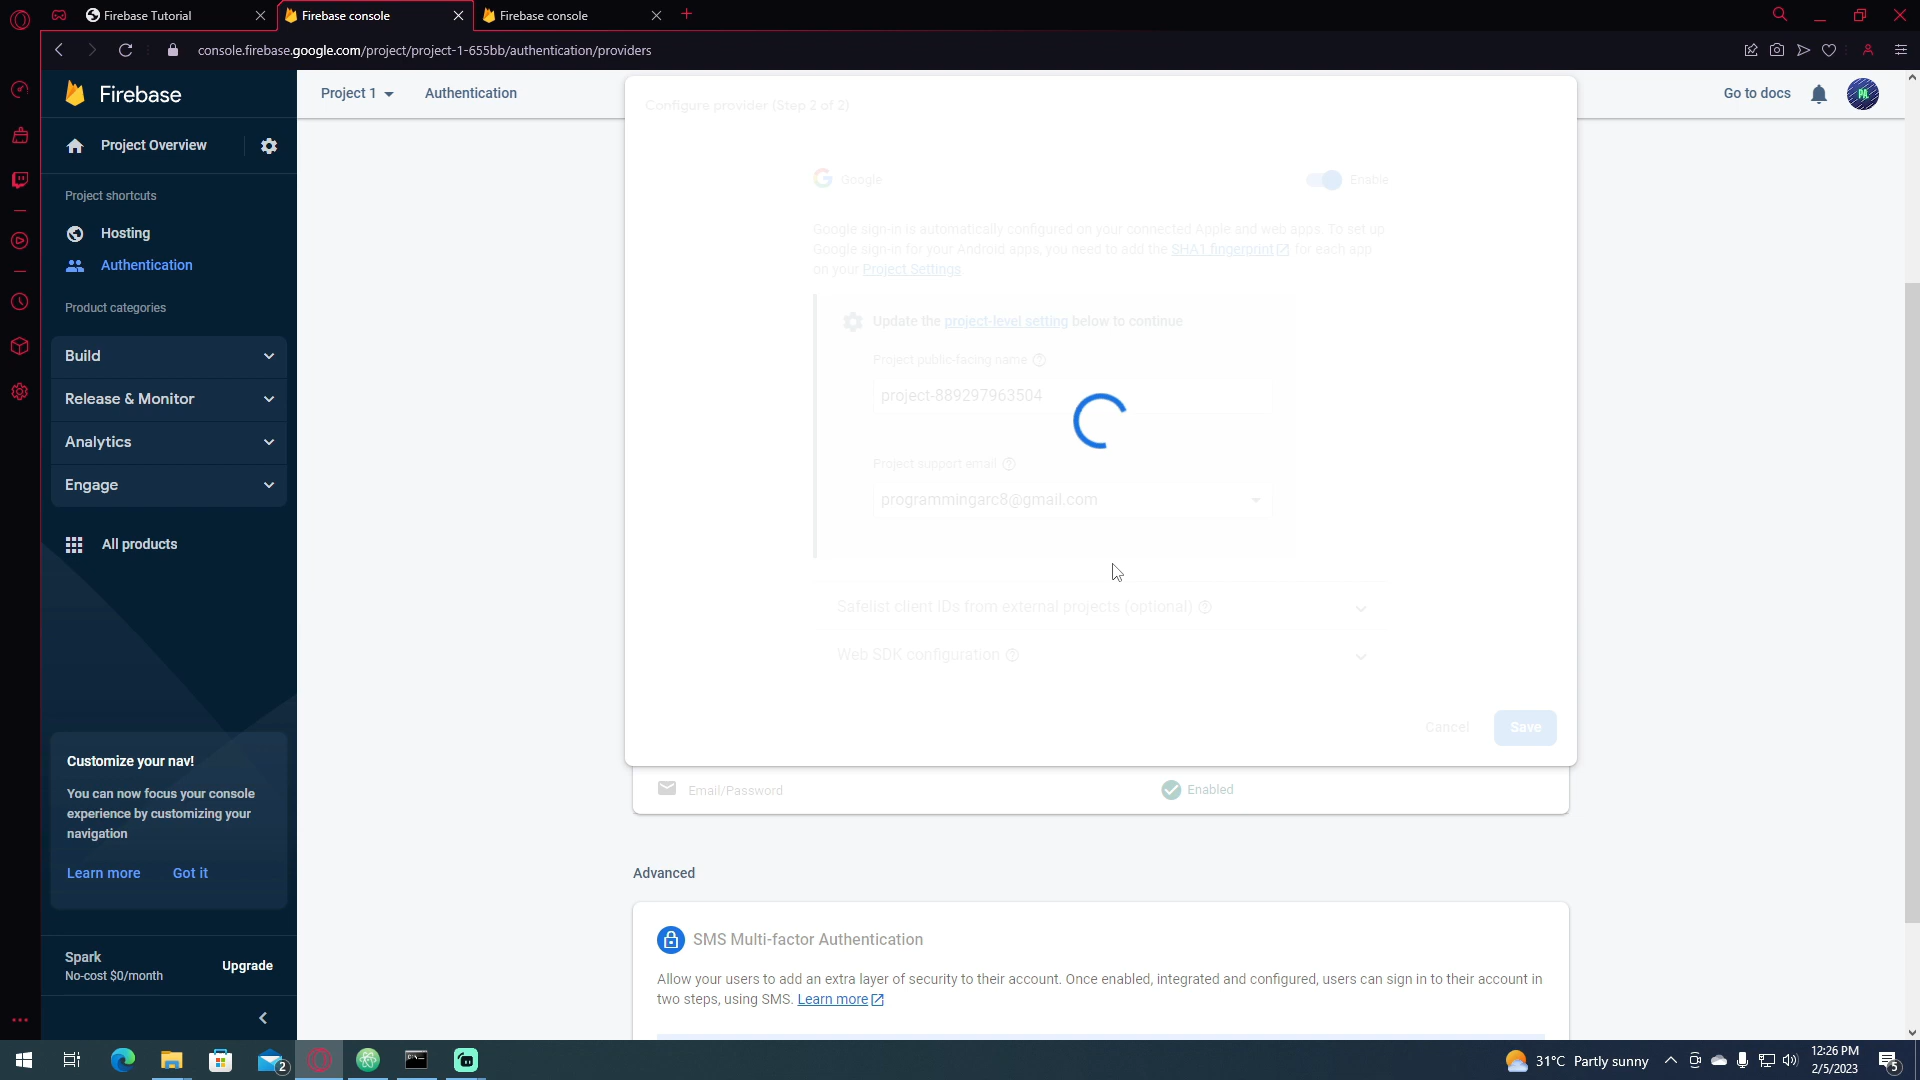 Firebase Tutorial
Firebase console
Firebase console
console.firebase.google.com/project/project-1-655bb/authentication/providers
Firebase
Project 1
Authentication
Go to docs
PA
Project Overview
Project shortcuts
Hosting
Authentication
Product categories
Build
Release & Monitor
Analytics
Engage
All products
Customize your nav!
You can now focus your console
experience by customizing your
navigation
Learn more
Got it
Spark
No-cost $0/month
Upgrade
Configure provider (Step 2 of 2)
Google
Enable
Google sign-in is automatically configured on your connected Apple and web apps. To set up
Google sign-in for your Android apps, you need to add the SHA1 fingerprint for each app
on your Project Settings.
Update the project-level setting below to continue
Project public-facing name
project-889297963504
Project support email
programmingarc8@gmail.com
Safelist client IDs from external projects (optional)
Web SDK configuration
Cancel
Save
Email/Password
Enabled
Advanced
SMS Multi-factor Authentication
Allow your users to add an extra layer of security to their account. Once enabled, integrated and configured, users can sign in to their account in
two steps, using SMS. Learn more
2
31°C Partly sunny
12:26 PM
2/5/2023
5